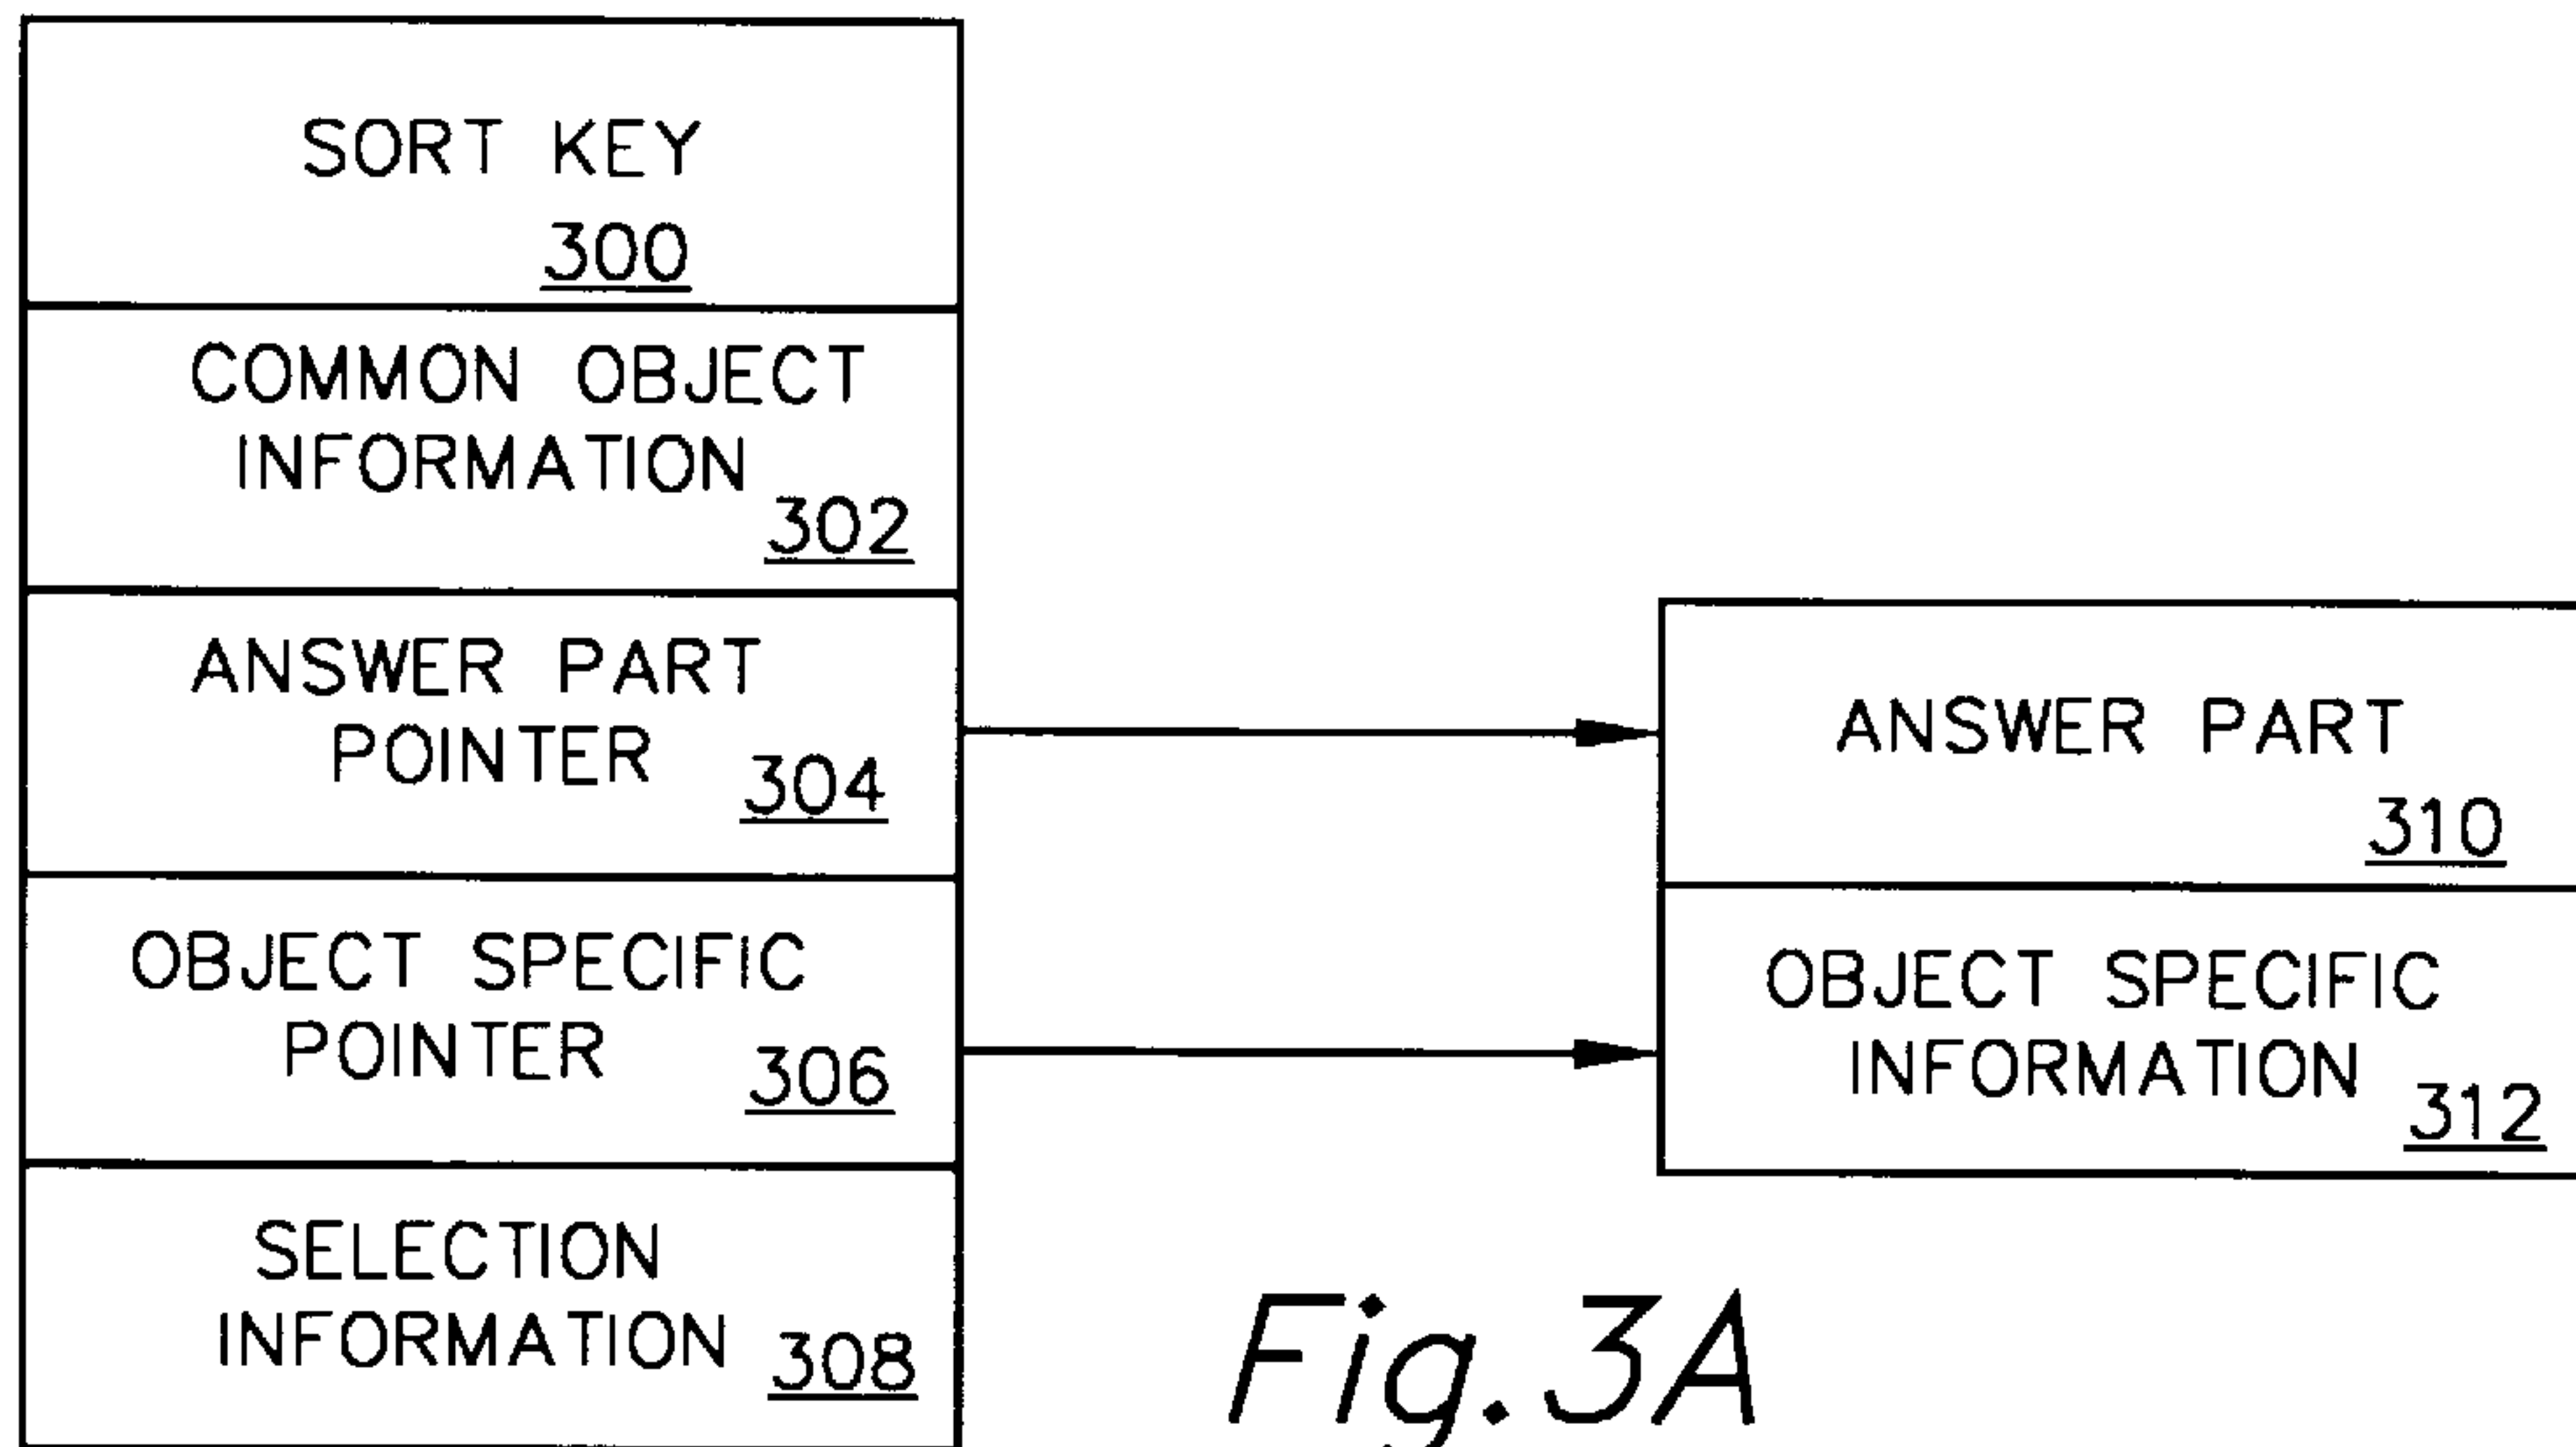 SORT KEY
300
COMMON OBJECT
INFORMATION
302
ANSWER PART
POINTER
304
OBJECT SPECIFIC
POINTER
306
SELECTION
INFORMATION
308
ANSWER PART
310
OBJECT SPECIFIC
INFORMATION
312
Fig. 3A